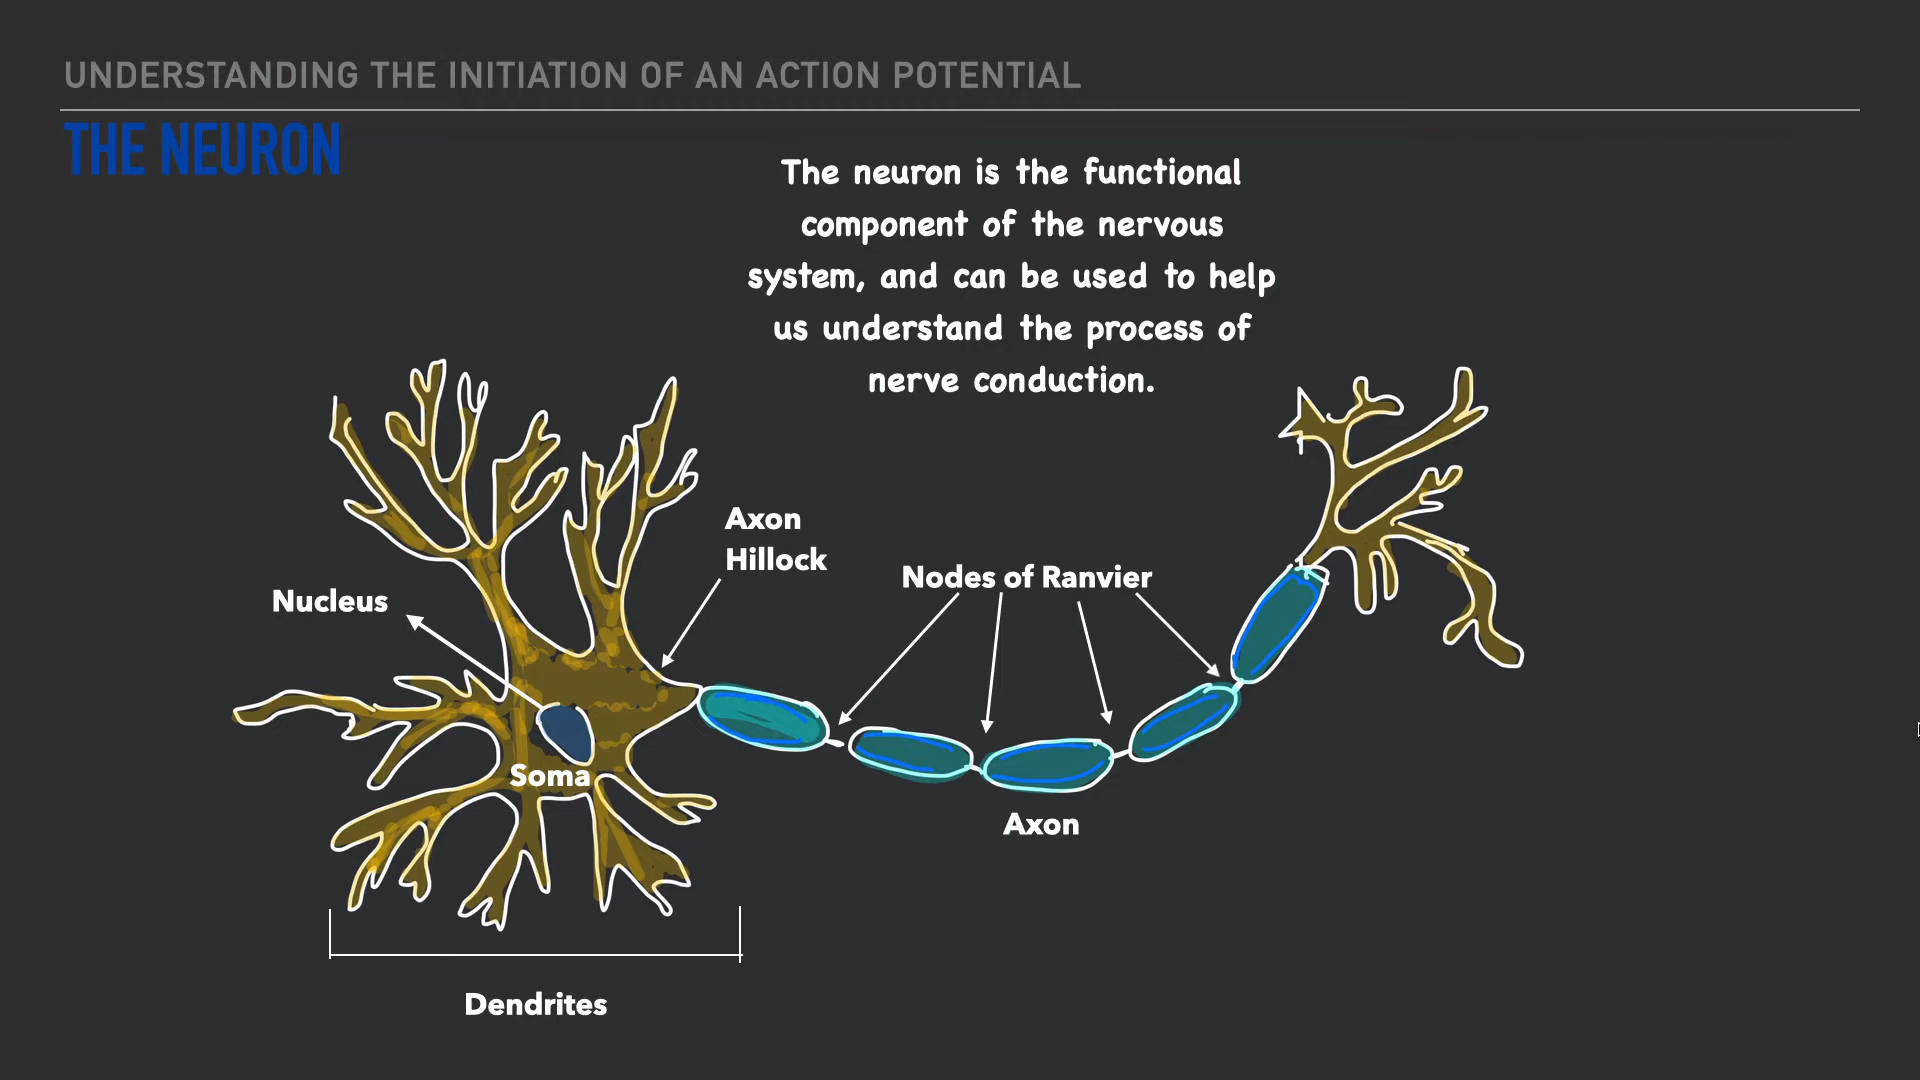 UNDERSTANDING THE INITIATION OF AN ACTION POTENTIAL
THE NEURON
The neuron is the functional
component of the nervous
system, and can be used to help
us understand the process of
nerve conduction.
Axon
Hillock
Nodes of Ranvier
Nucleus
Soma
Axon
Dendrites